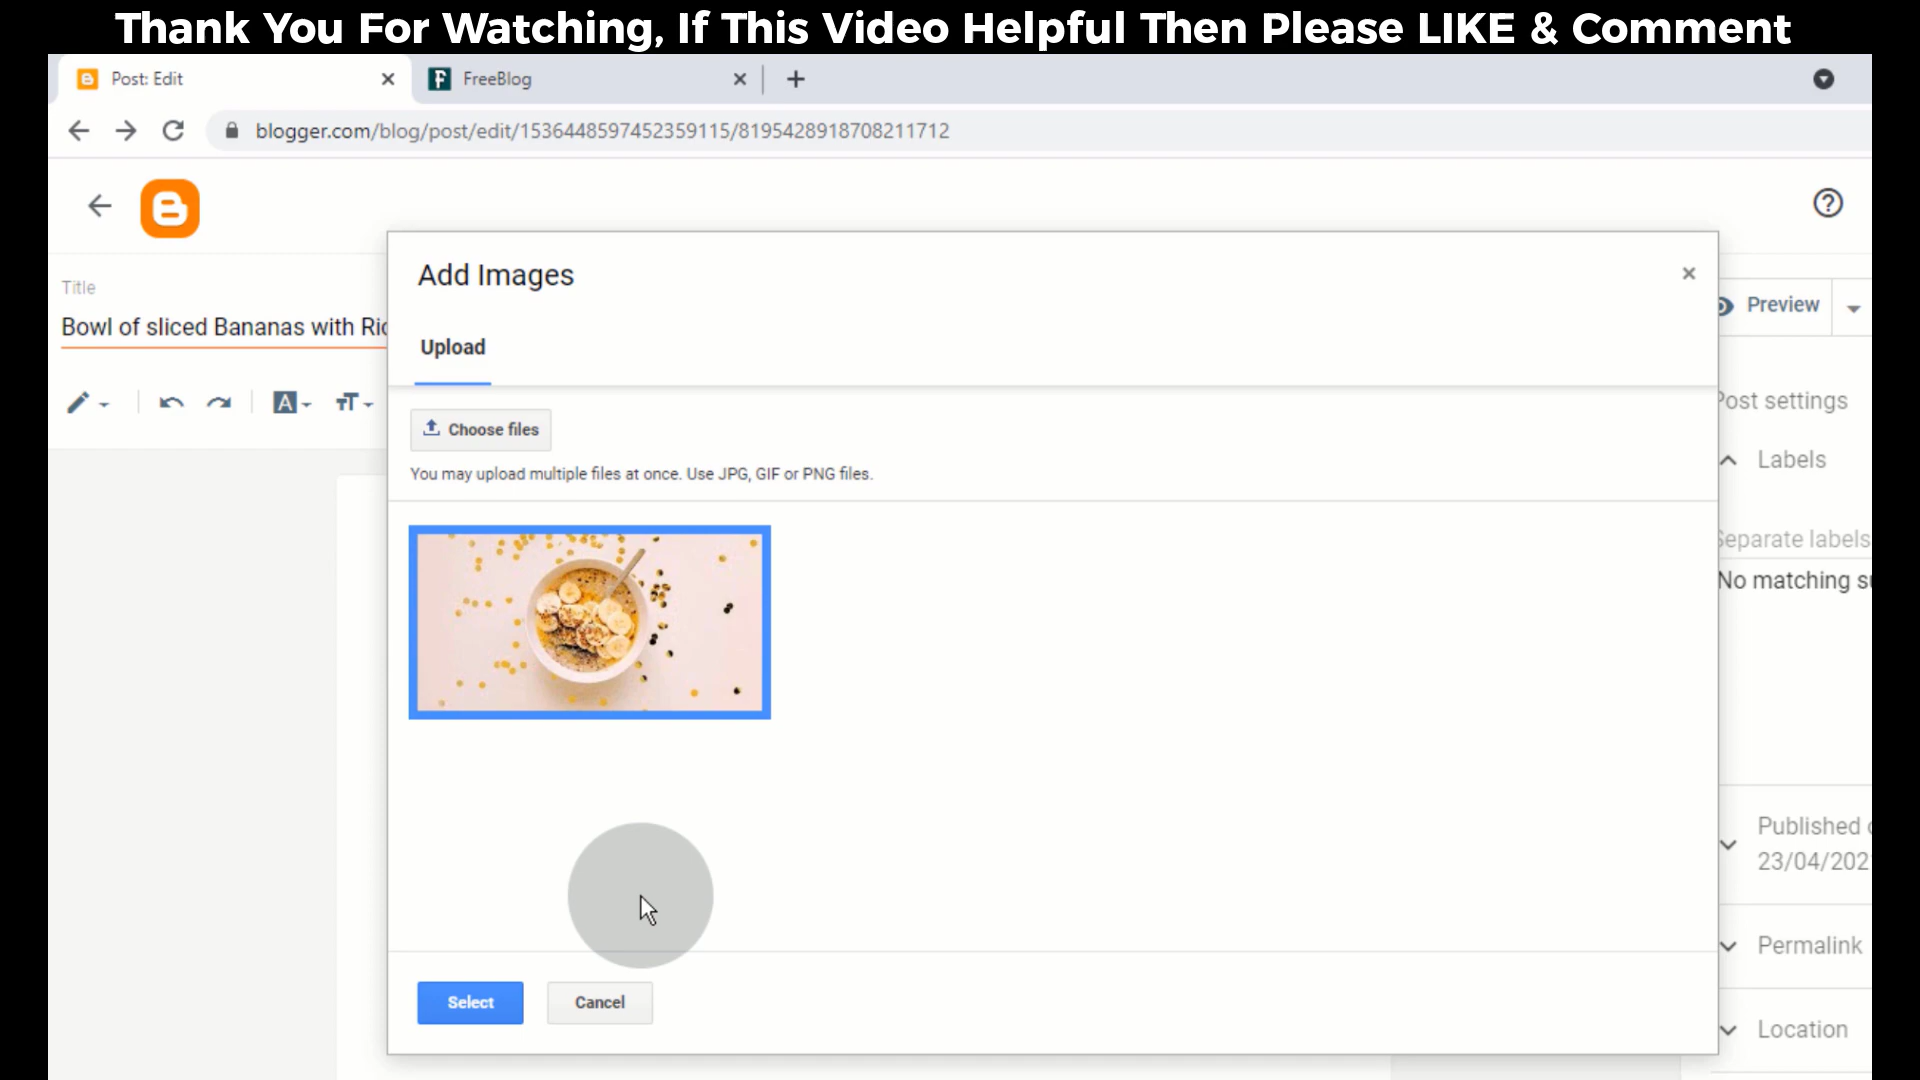 Thank You For Watching, If This Video Helpful Then Please LIKE & Comment
Post: Edit
FreeBlog
blogger.com/blog/post/edit/1536448597452359115/8195428918708211712
Add Images
Title
Preview
Bowl of sliced Bananas with Ric
Upload
Post settings
Choose files
Labels
You may upload multiple files at once. Use JPG, GIF or PNG files.
Separate labels
No matching su
Published o
23/04/202
Permalink
Select
Cancel
Location